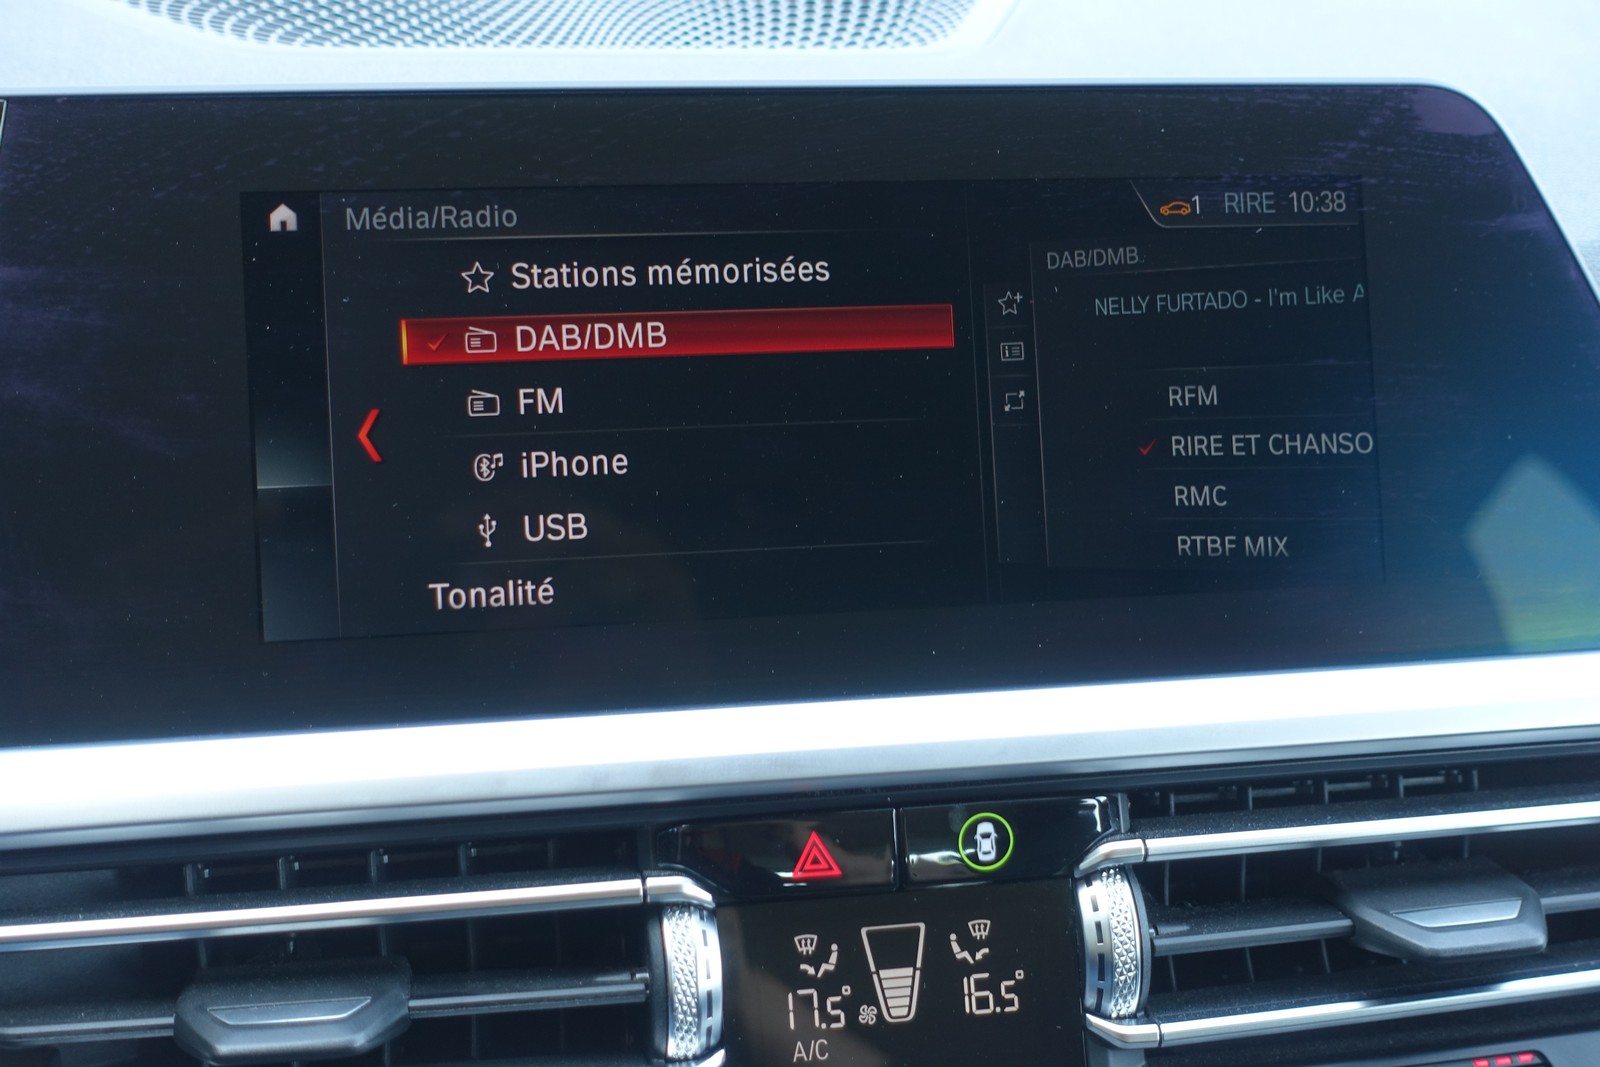 Média/Radio
1 RIRE 10:38
Stations mémorisées
DAB/DMB
FM
iPhone
USB
Tonalité
DAB/DMB
NELLY FURTADO - I'm Like A
RFM
RIRE ET CHANSO
RMC
RTBF MIX
17.5° 16.5°
A/C